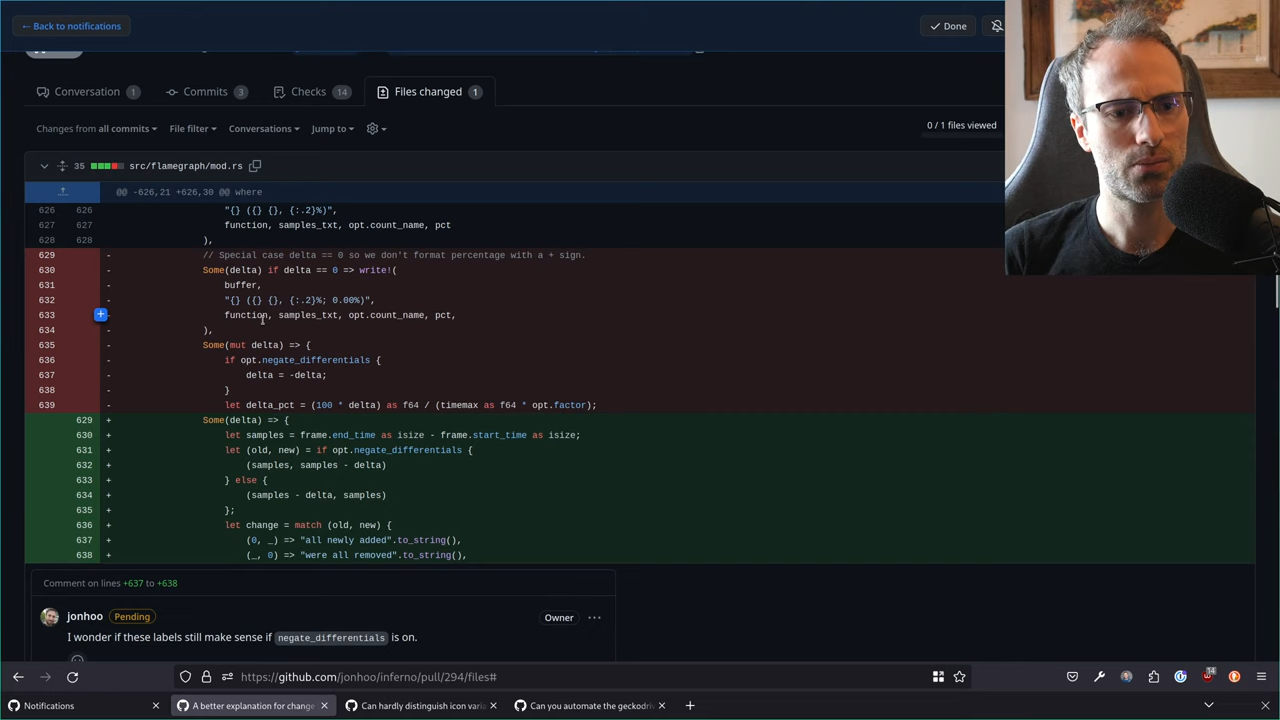 ← Back to notifications
Done
Conversation 1
Commits 3
Checks 14
Files changed 1
Changes from all commits
File filter
Conversations
Jump to
0 / 1 files viewed
35 src/flamegraph/mod.rs
@@ -626,21 +626,30 @@ where
626 626 "{} ({} {}, {:.2}%)",
627 627 function, samples_txt, opt.count_name, pct
628 628 ),
629 - // Special case delta == 0 so we don't format percentage with a + sign.
630 - Some(delta) if delta == 0 => write!(
631 - buffer,
632 - "{} ({} {}, {:.2}%; 0.00%)",
633 - function, samples_txt, opt.count_name, pct,
634 - ),
635 - Some(mut delta) => {
636 - if opt.negate_differentials {
637 - delta = -delta;
638 - }
639 - let delta_pct = (100 * delta) as f64 / (timemax as f64 * opt.factor);
629 + Some(delta) => {
630 + let samples = frame.end_time as isize - frame.start_time as isize;
631 + let (old, new) = if opt.negate_differentials {
632 + (samples, samples - delta)
633 + } else {
634 + (samples - delta, samples)
635 + };
636 + let change = match (old, new) {
637 + (0, _) => "all newly added".to_string(),
638 + (_, 0) => "were all removed".to_string(),
Comment on lines +637 to +638
jonhoo Pending
Owner
I wonder if these labels still make sense if negate_differentials is on.
https://github.com/jonhoo/inferno/pull/294/files#
14
Notifications
A better explanation for change
Can hardly distinguish icon vari
Can you automate the geckodriv